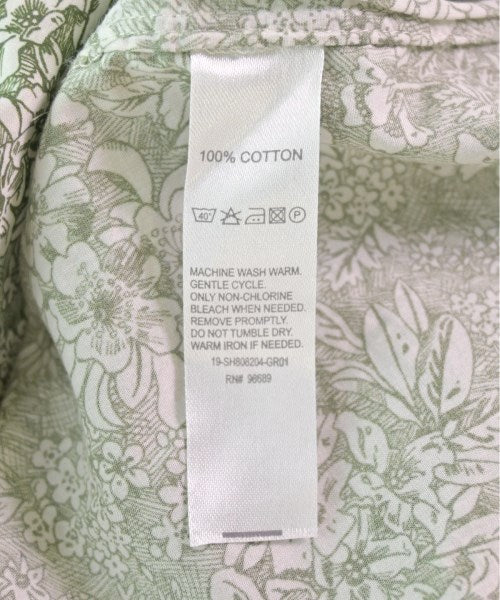 100% COTTON
40°
P
MACHINE WASH WARM.
GENTLE CYCLE.
ONLY NON-CHLORINE
BLEACH WHEN NEEDED.
REMOVE PROMPTLY.
DO NOT TUMBLE DRY.
WARM IRON IF NEEDED.
19-SH808204-GR01
RN# 98689